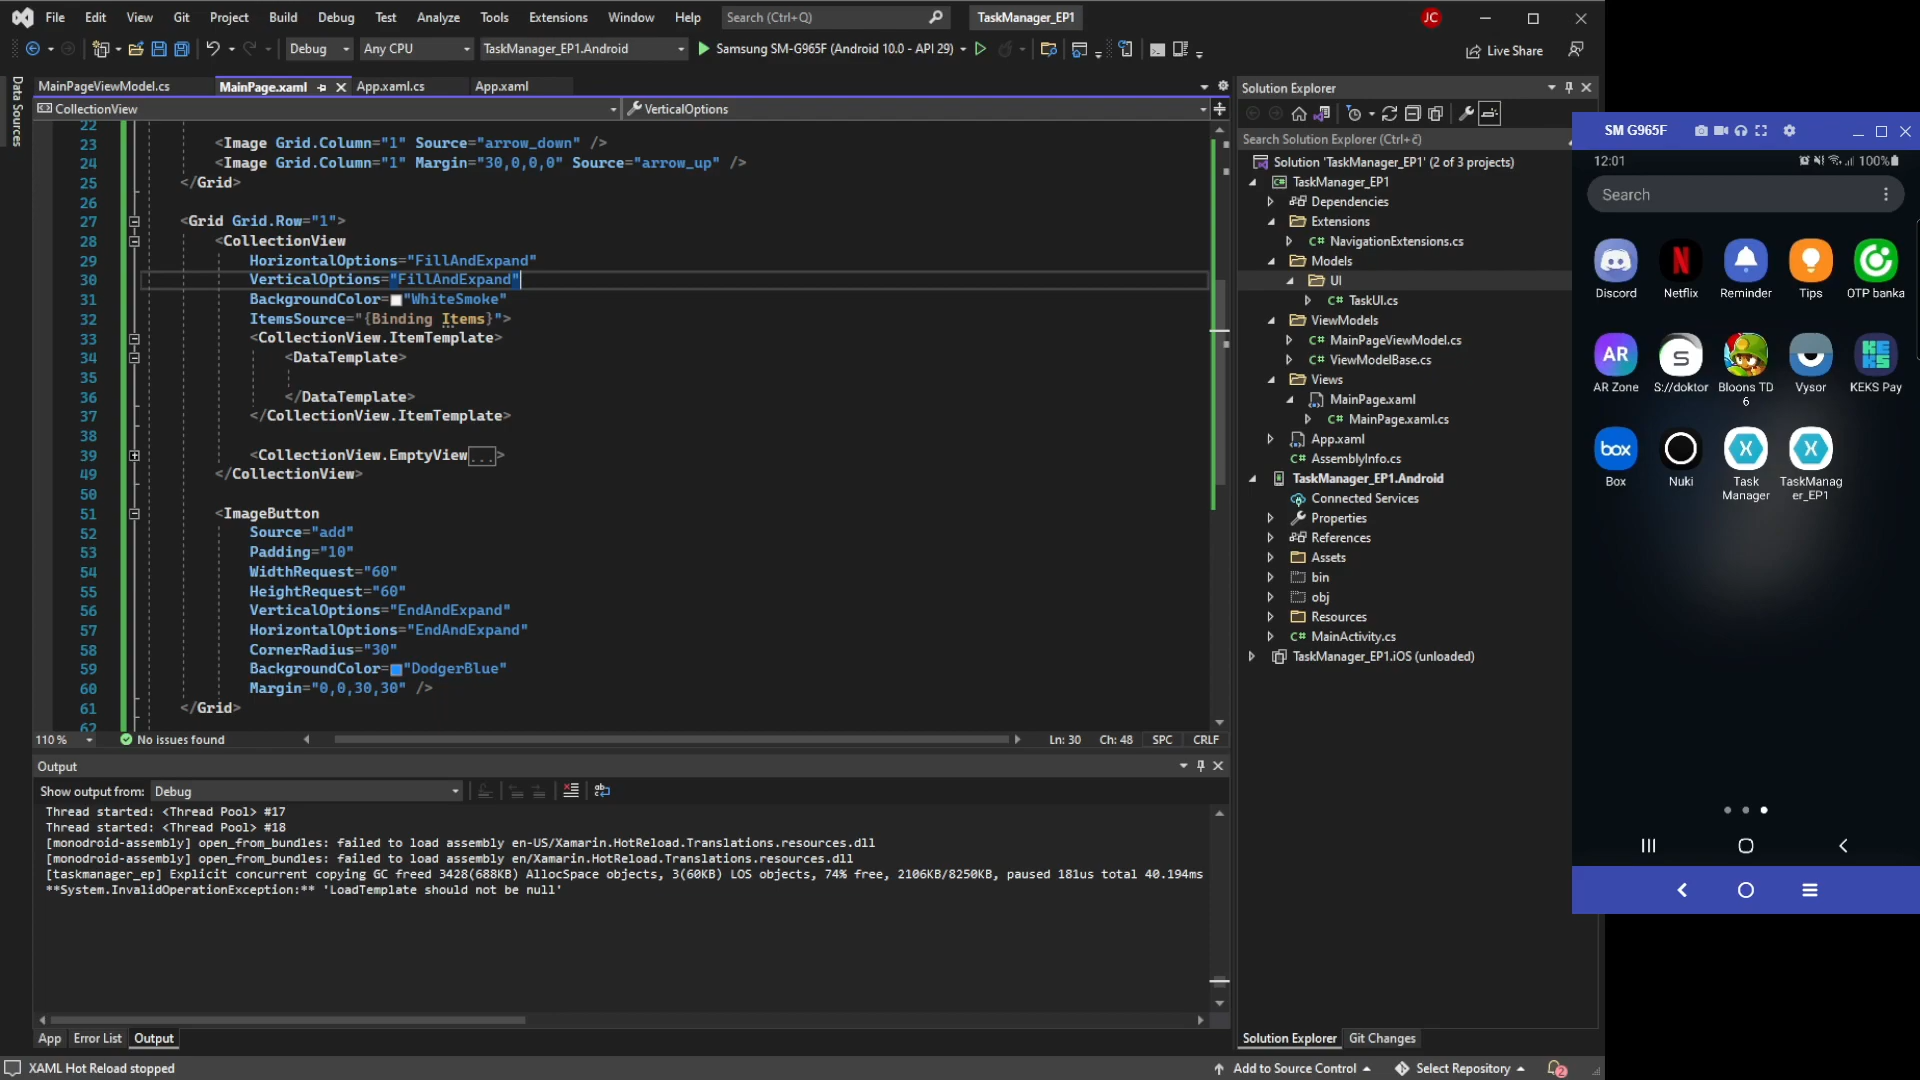 File Edit View Git Project Build Debug Test Analyze Tools Extensions Window Help Search (Ctrl+Q) TaskManager_EP1 JC
Debug Any CPU TaskManager_EP1.Android Samsung SM-G965F (Android 10.0 - API 29) Live Share
Data Sources
MainPageViewModel.cs MainPage.xaml App.xaml.cs App.xaml
CollectionView VerticalOptions
22
23 <Image Grid.Column="1" Source="arrow_down" />
24 <Image Grid.Column="1" Margin="30,0,0,0" Source="arrow_up" />
25 </Grid>
26
27 <Grid Grid.Row="1">
28 <CollectionView
29 HorizontalOptions="FillAndExpand"
30 VerticalOptions="FillAndExpand"
31 BackgroundColor="WhiteSmoke"
32 ItemsSource="{Binding Items}">
33 <CollectionView.ItemTemplate>
34 <DataTemplate>
35
36 </DataTemplate>
37 </CollectionView.ItemTemplate>
38
39 <CollectionView.EmptyView...>
49 </CollectionView>
50
51 <ImageButton
52 Source="add"
53 Padding="10"
54 WidthRequest="60"
55 HeightRequest="60"
56 VerticalOptions="EndAndExpand"
57 HorizontalOptions="EndAndExpand"
58 CornerRadius="30"
59 BackgroundColor="DodgerBlue"
60 Margin="0,0,30,30" />
61 </Grid>
62
110 % No issues found Ln: 30 Ch: 48 SPC CRLF
Output
Show output from: Debug
Thread started: <Thread Pool> #17
Thread started: <Thread Pool> #18
[monodroid-assembly] open_from_bundles: failed to load assembly en-US/Xamarin.HotReload.Translations.resources.dll
[monodroid-assembly] open_from_bundles: failed to load assembly en/Xamarin.HotReload.Translations.resources.dll
[taskmanager_ep] Explicit concurrent copying GC freed 3428(688KB) AllocSpace objects, 3(60KB) LOS objects, 74% free, 2106KB/8250KB, paused 181us total 40.194ms
**System.InvalidOperationException:** 'LoadTemplate should not be null'
App Error List Output
XAML Hot Reload stopped
Solution Explorer
Search Solution Explorer (Ctrl+č)
Solution 'TaskManager_EP1' (2 of 3 projects)
C# TaskManager_EP1
Dependencies
Extensions
C# NavigationExtensions.cs
Models
UI
C# TaskUI.cs
ViewModels
C# MainPageViewModel.cs
C# ViewModelBase.cs
Views
MainPage.xaml
C# MainPage.xaml.cs
App.xaml
C# AssemblyInfo.cs
TaskManager_EP1.Android
Connected Services
Properties
References
Assets
bin
obj
Resources
C# MainActivity.cs
TaskManager_EP1.iOS (unloaded)
Solution Explorer Git Changes
Add to Source Control Select Repository 2
SM G965F
12:01 100%
Search
Discord Netflix Reminder Tips OTP banka
AR S KEKS
AR Zone S://doktor Bloons TD 6 Vysor KEKS Pay
box
Box Nuki Task Manager TaskManag er_EP1